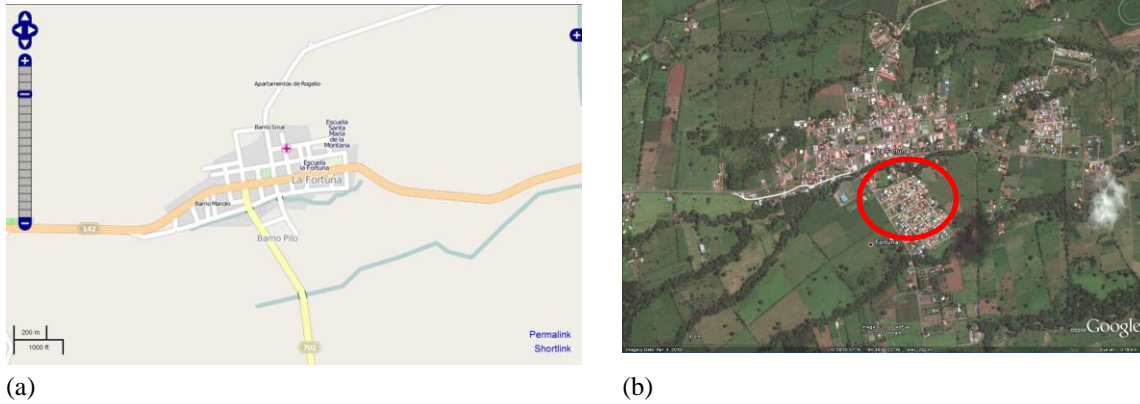 Apartamentos de Rogelio
Barrio Sinai
Escuela
Santa
Maria
de la
Montana
Escuela
la Fortuna
La Fortuna
Barrio Manolo
142
Barrio Pilo
200 m
1000 ft
702
Permalink
Shortlink
La Fortuna
Fortuna
Google
(a)
(b)